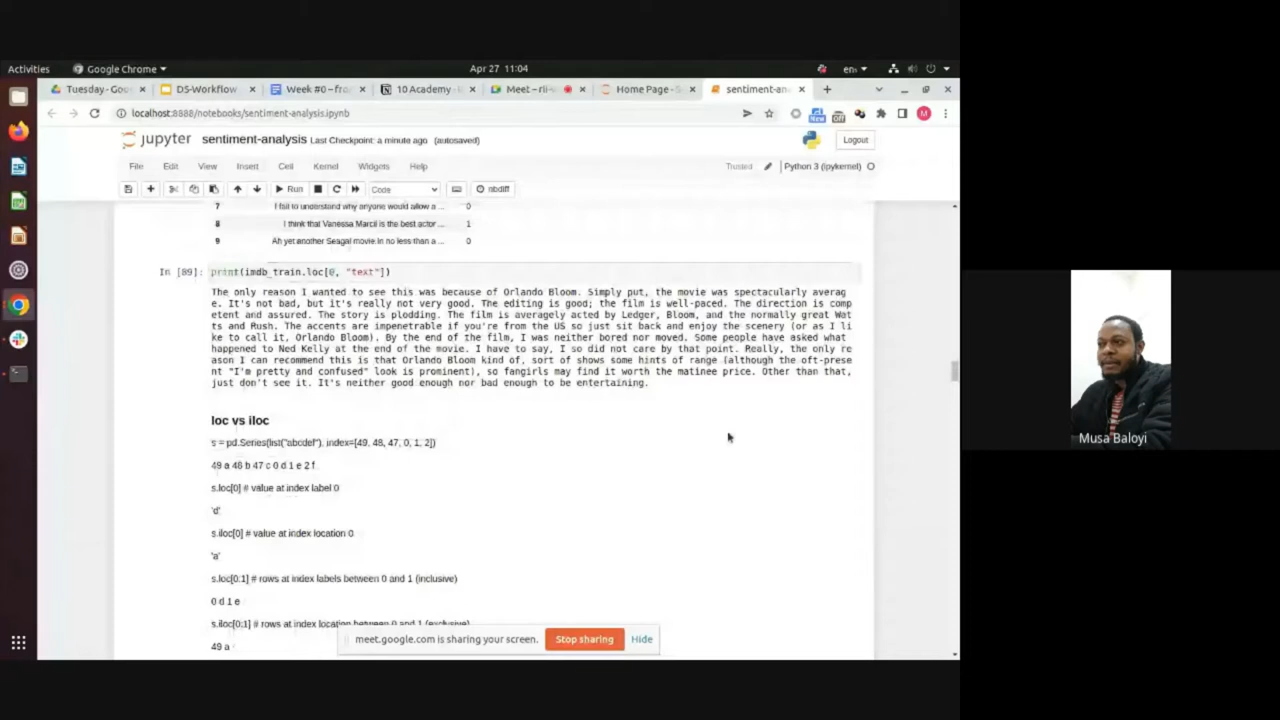 Activities
Google Chrome
Apr 27 11:04
en
Tuesday - Goo
DS-Workflow
Week #0 – fro
10 Academy -
Meet – rii-
Home Page - S
sentiment-an
localhost:8888/notebooks/sentiment-analysis.ipynb
New
Off
M
jupyter sentiment-analysis Last Checkpoint: a minute ago (autosaved)
Logout
File Edit View Insert Cell Kernel Widgets Help
Trusted
Python 3 (ipykernel)
Run
Code
nbdiff
7 I fail to understand why anyone would allow a ... 0
8 I think that Vanessa Marcil is the best actor ... 1
9 Ah yet another Seagal movie.In no less than a ... 0
In [89]: print(imdb_train.loc[0, "text"])
The only reason I wanted to see this was because of Orlando Bloom. Simply put, the movie was spectacularly averag
e. It's not bad, but it's really not very good. The editing is good; the film is well-paced. The direction is comp
etent and assured. The story is plodding. The film is averagely acted by Ledger, Bloom, and the normally great Wat
ts and Rush. The accents are impenetrable if you're from the US so just sit back and enjoy the scenery (or as I li
ke to call it, Orlando Bloom). By the end of the film, I was neither bored nor moved. Some people have asked what
happened to Ned Kelly at the end of the movie. I have to say, I so did not care by that point. Really, the only re
ason I can recommend this is that Orlando Bloom kind of, sort of shows some hints of range (although the oft-prese
nt "I'm pretty and confused" look is prominent), so fangirls may find it worth the matinee price. Other than that,
just don't see it. It's neither good enough nor bad enough to be entertaining.
loc vs iloc
s = pd.Series(list("abcdef"), index=[49, 48, 47, 0, 1, 2])
49 a 48 b 47 c 0 d 1 e 2 f
s.loc[0] # value at index label 0
'd'
s.iloc[0] # value at index location 0
'a'
s.loc[0:1] # rows at index labels between 0 and 1 (inclusive)
0 d 1 e
s.iloc[0:1] # rows at index location between 0 and 1 (exclusive)
49 a
meet.google.com is sharing your screen.
Stop sharing
Hide
Musa Baloyi